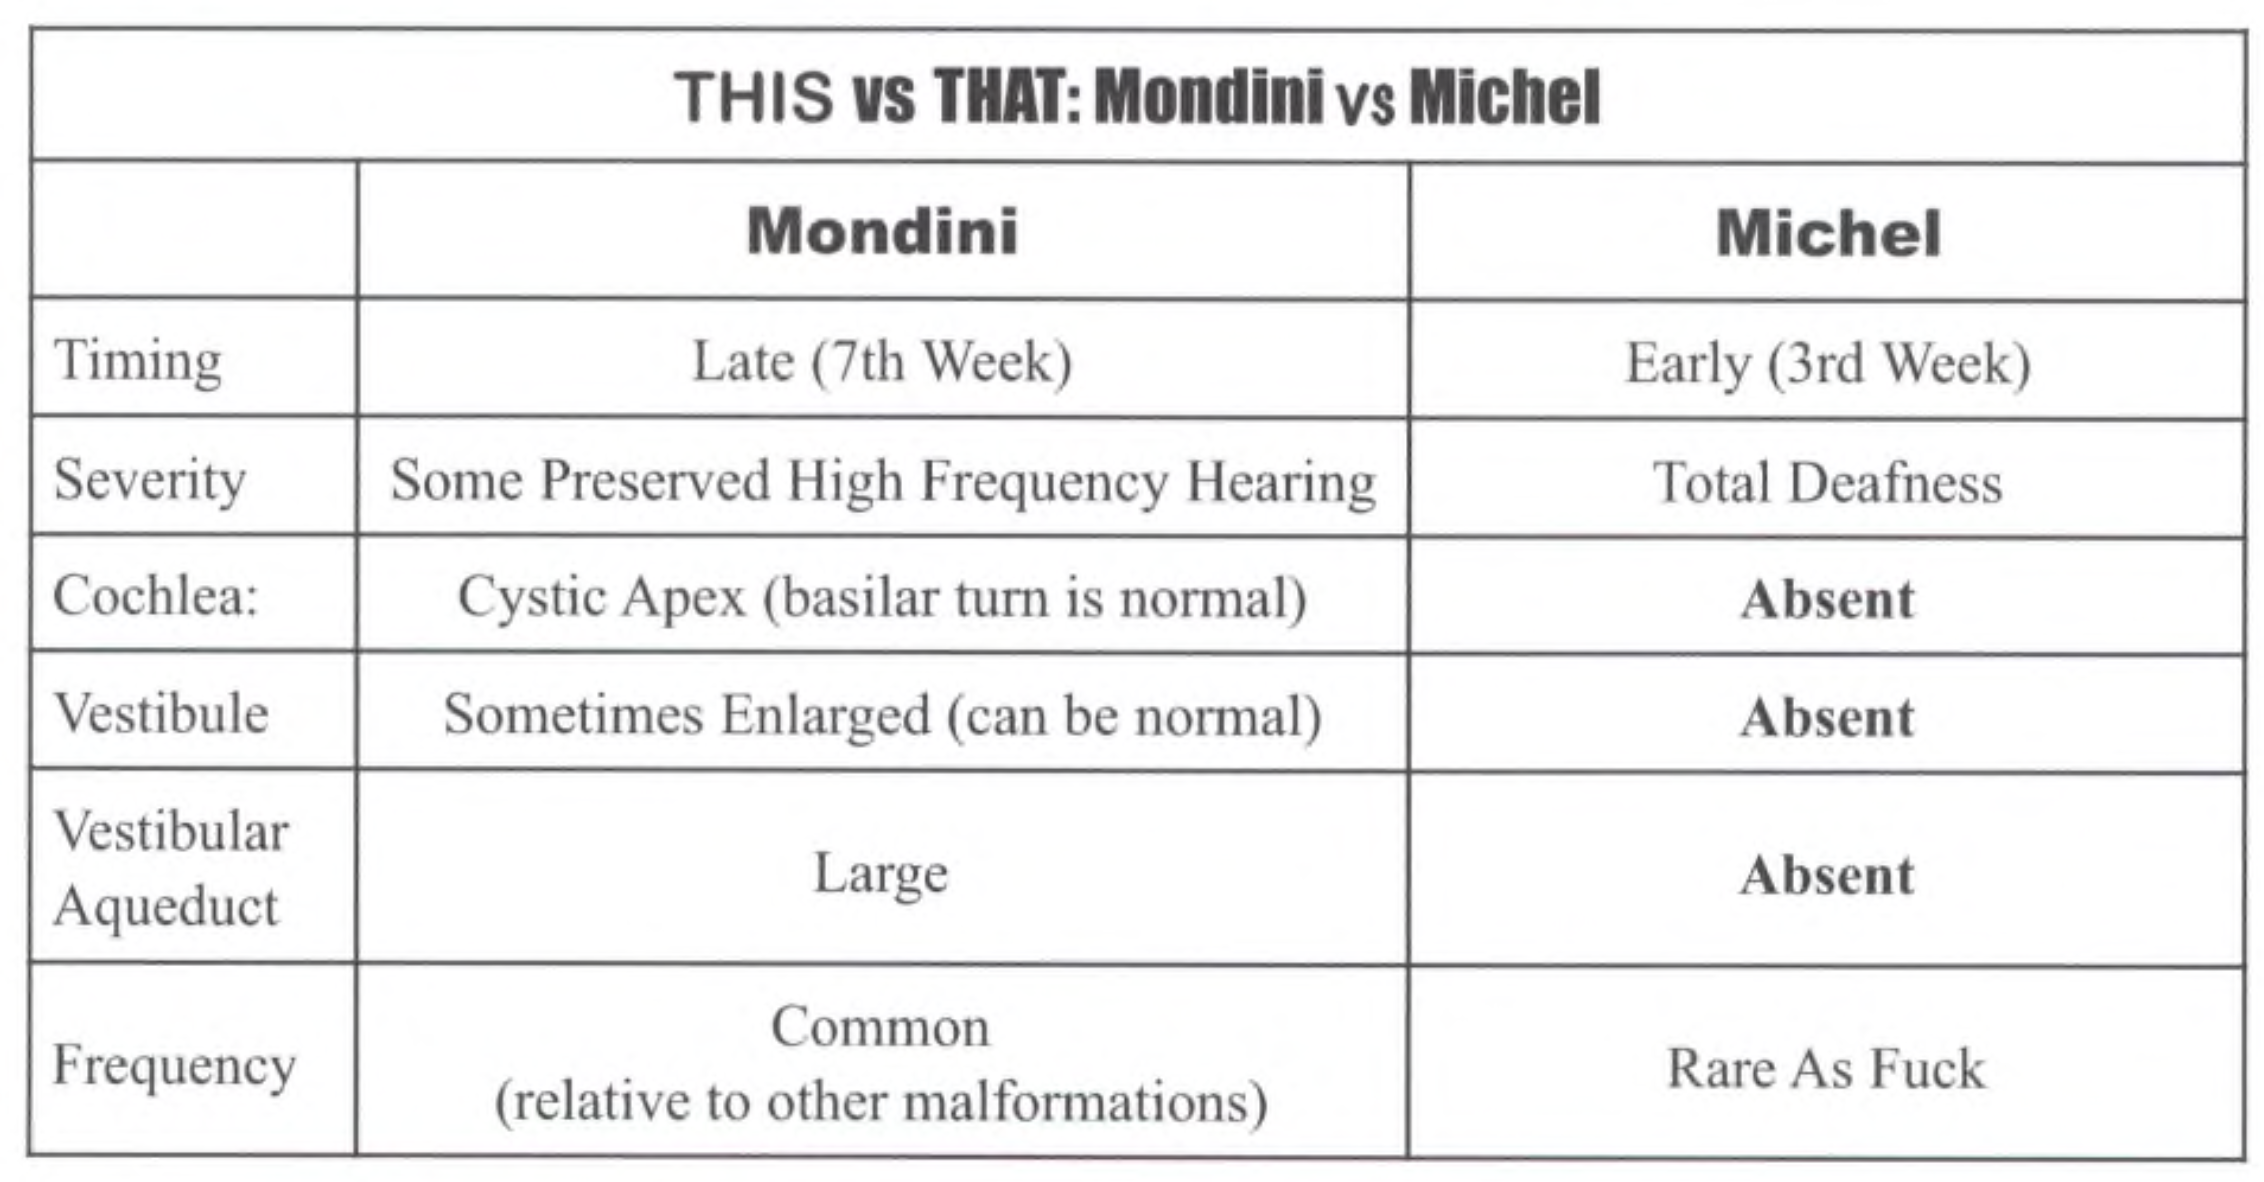 THIS vs THAT: Mondini vs Michel
Mondini
Michel
Timing
Late (7th Week)
Early (3rd Week)
Severity
Some Preserved High Frequency Hearing
Total Deafness
Cochlea:
Cystic Apex (basilar turn is normal)
Absent
Vestibule
Sometimes Enlarged (can be normal)
Absent
Vestibular
Aqueduct
Large
Absent
Frequency
Common
(relative to other malformations)
Rare As Fuck